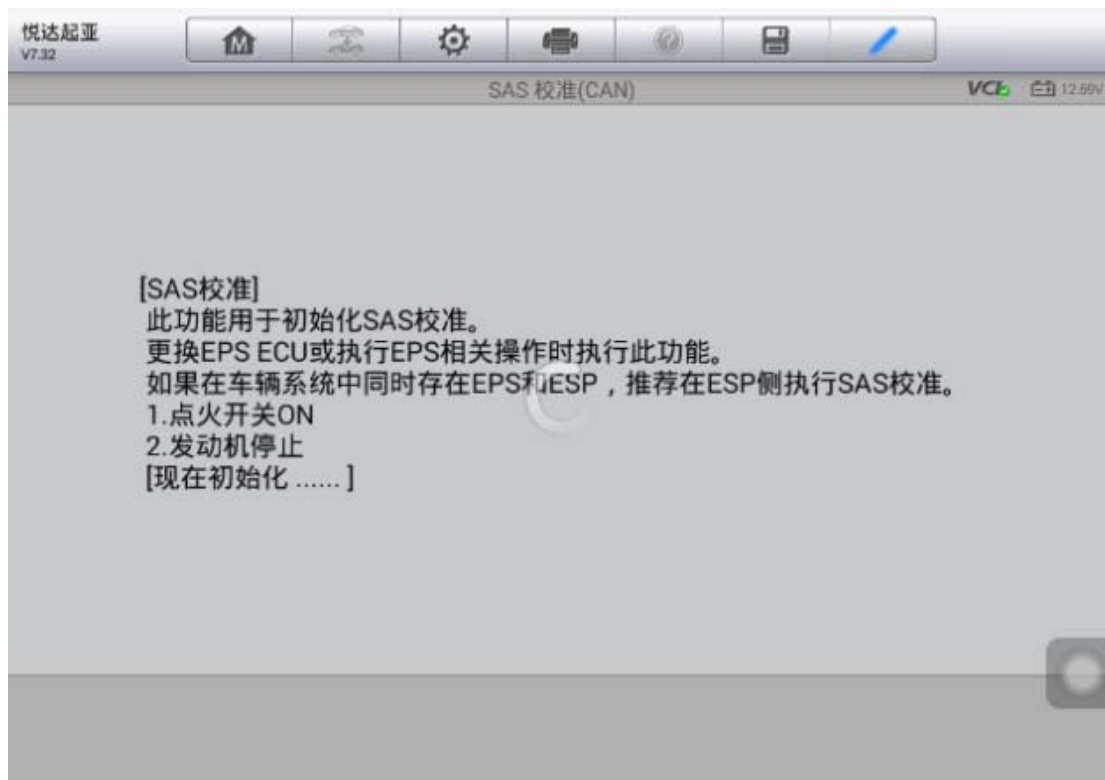 悦达起亚
V7.32
SAS 校准(CAN)
VCI
12.59V
[SAS校准]
此功能用于初始化SAS校准。
更换EPS ECU或执行EPS相关操作时执行此功能。
如果在车辆系统中同时存在EPS和ESP，推荐在ESP侧执行SAS校准。
1.点火开关ON
2.发动机停止
[现在初始化 ...... ]